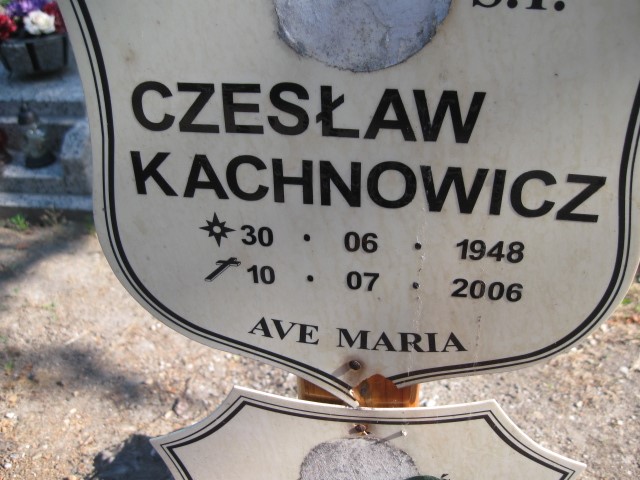 Ś.P.
CZESŁAW
KACHNOWICZ
30 · 06 · 1948
10 · 07 · 2006
AVE MARIA